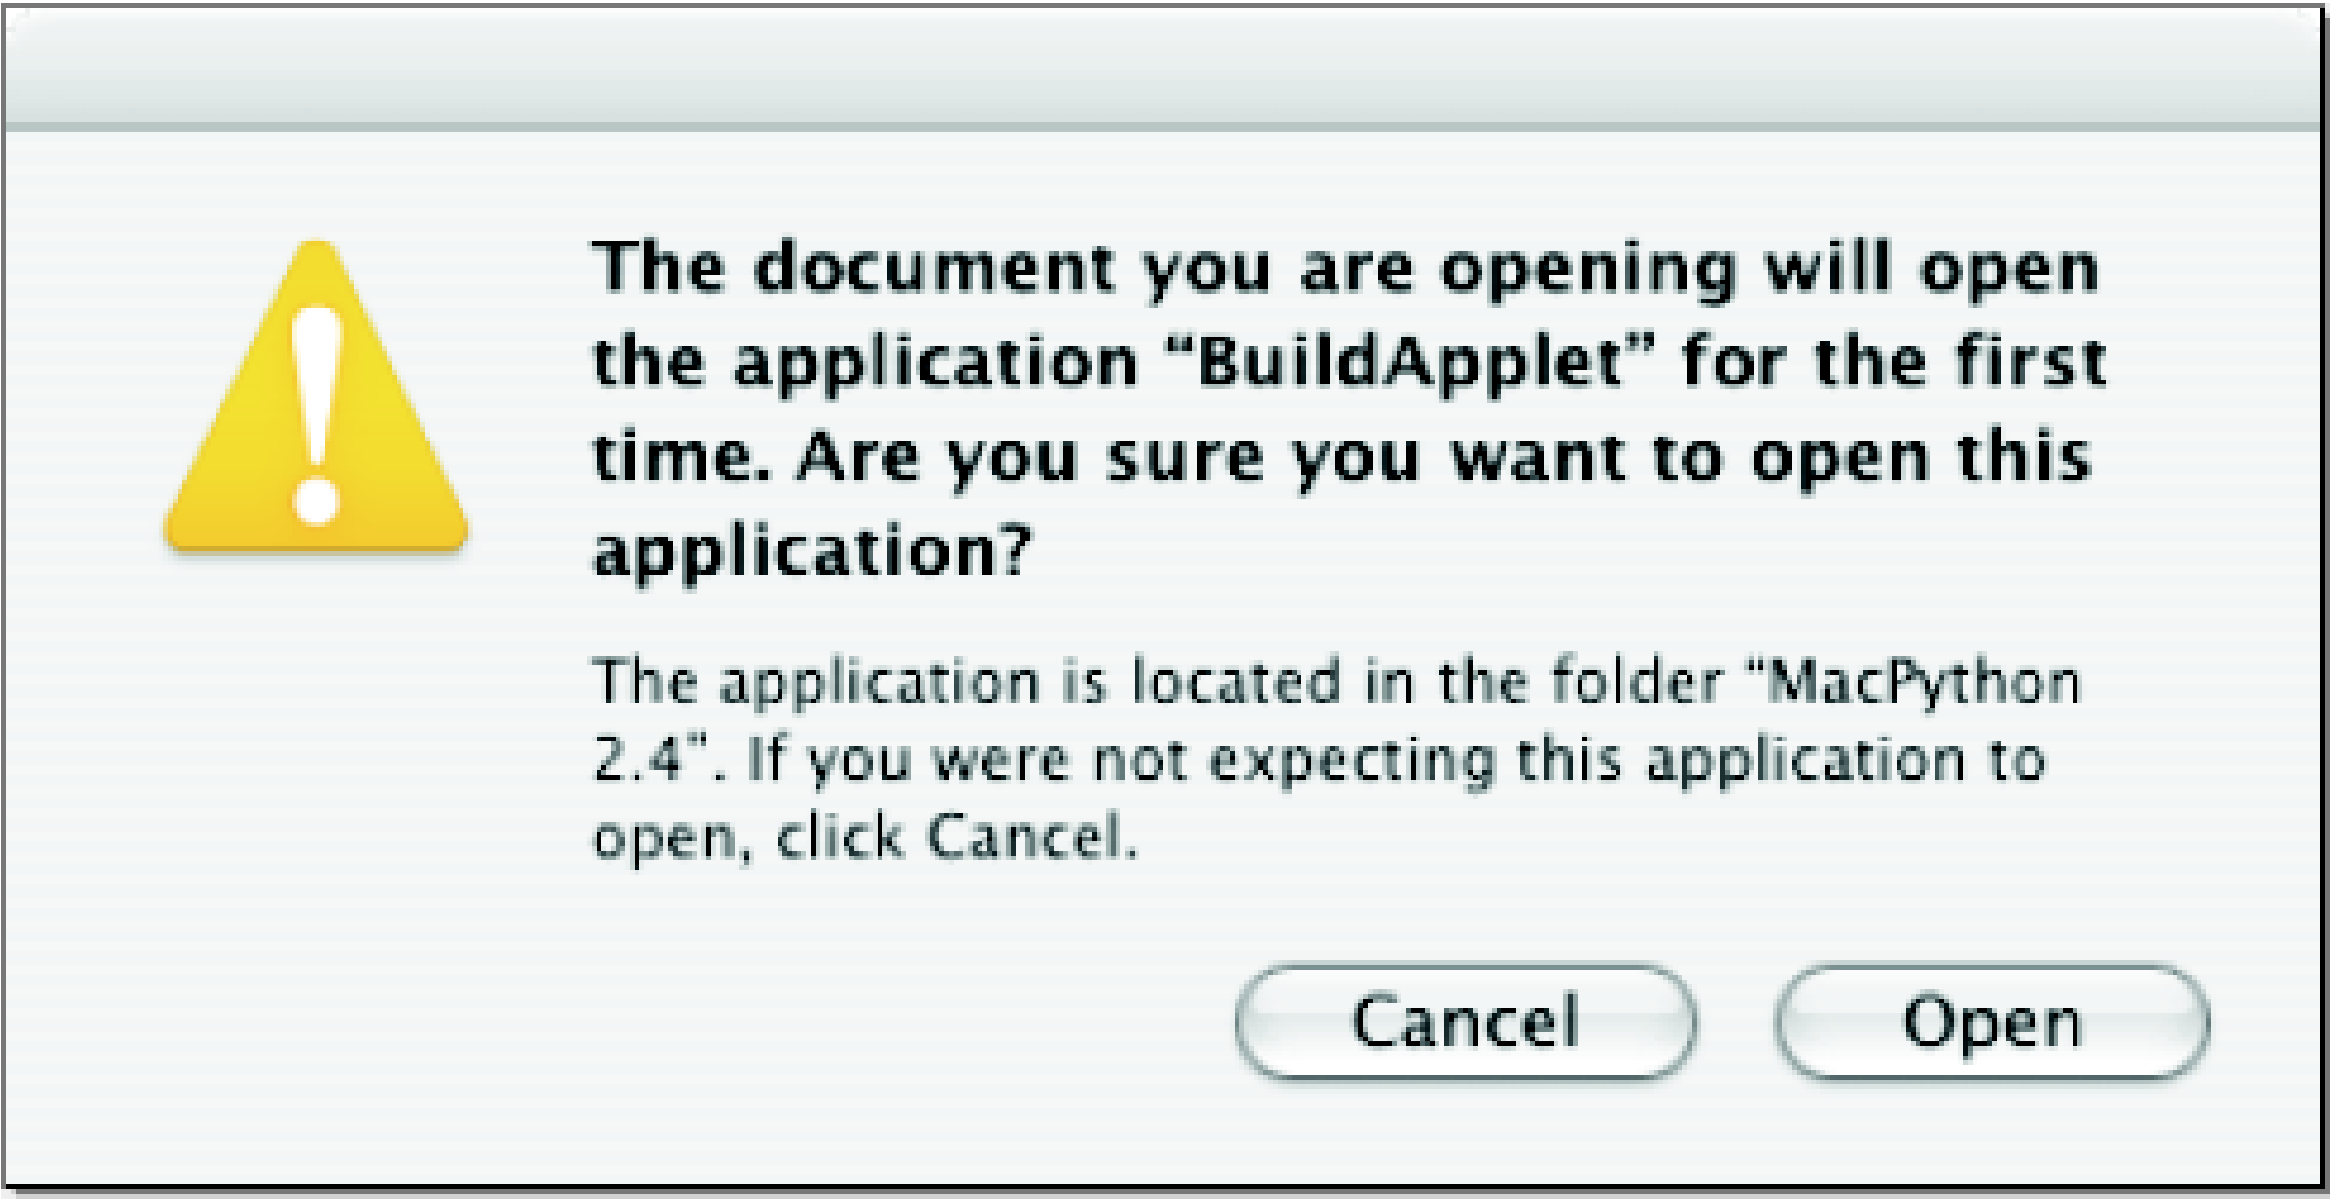 The document you are opening will open
the application “BuildApplet” for the first
time. Are you sure you want to open this
application?
The application is located in the folder “MacPython
2.4”. If you were not expecting this application to
open, click Cancel.
Cancel Open